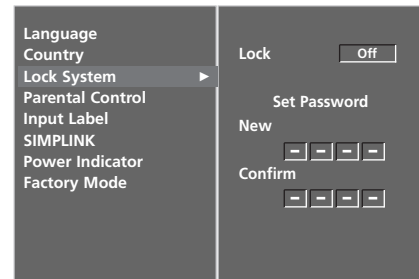 Language
Country
Lock System ►
Parental Control
Input Label
SIMPLINK
Power Indicator
Factory Mode
Lock Off
Set Password
New
– – – –
Confirm
– – – –